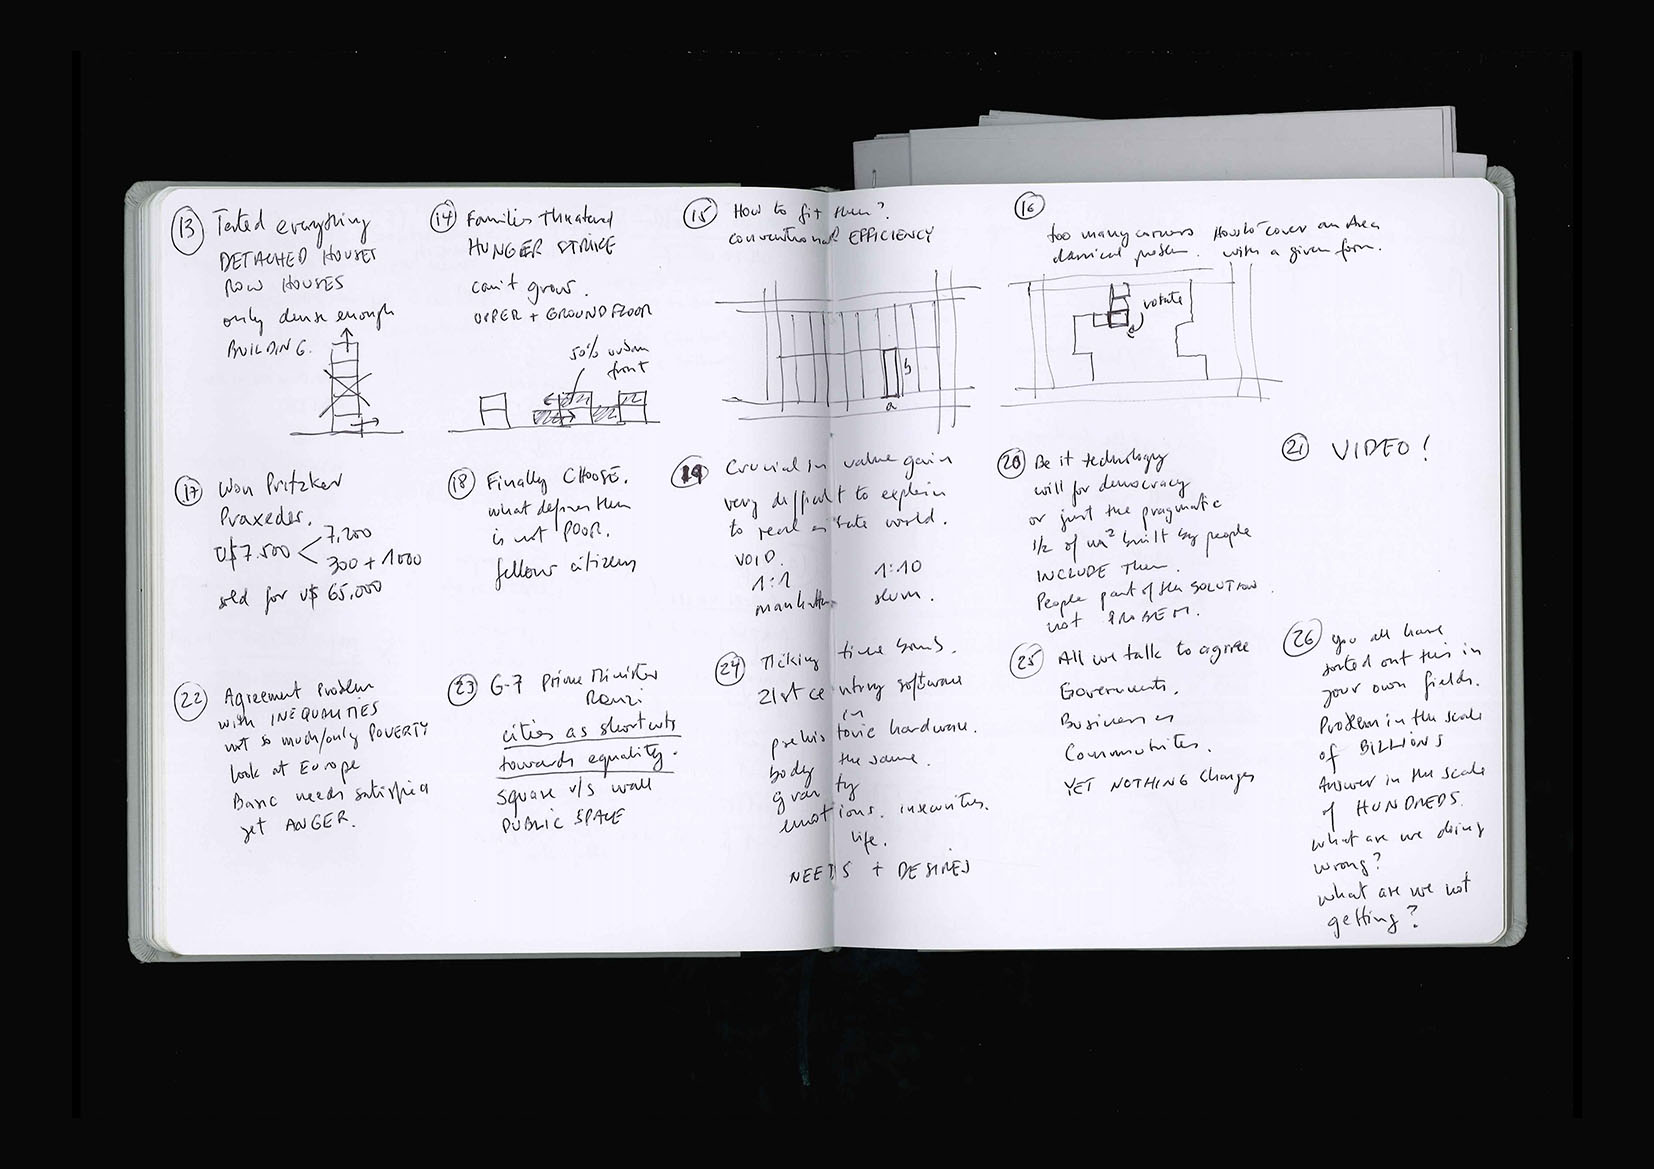 13 Tested everything
DETACHED HOUSES
ROW HOUSES
only dense enough
BUILDING.
14 Families threatened
HUNGER STRIKE
can't grow.
UPPER + GROUND FLOOR
50% urban
front
15 How to fit them?
conventional EFFICIENCY
b
a
16
too many corners
classical problem.
How to cover an area
with a given form.
rotate
17 Won Pritzker
Praxedes.
U$ 7.500
7,200
300 + 1000
sold for U$ 65,000
18 Finally CHOOSE.
what defines them
is not POOR.
fellow citizens
19 Crucial in value gain
very difficult to explain
to real estate world.
VOID.
1:1 1:10
manhattan slum.
20 Be it technology
will for democracy
or just the pragmatic
1/2 of m² built by people
INCLUDE Them.
People part of the SOLUTION
not PROBLEM.
21 VIDEO!
22 Agreement Problem
with INEQUALITIES
not so much/only POVERTY
look at Europe
Basic needs satisfied
yet ANGER.
23 G-7 Prime Minister
Renzi
cities as shortcuts
towards equality.
square v/s wall
PUBLIC SPACE
24 Ticking time bomb.
21st century software
in
prehistoric hardware.
body the same.
gravity
emotions. insecurities.
life.
NEEDS + DESIRES
25 All we talk to agree
Governments.
Businesses
Communities.
YET NOTHING Changes
26 you all have
sorted out this in
your own fields.
Problem in the scale
of BILLIONS
Answer in the scale
of HUNDREDS.
what are we doing
wrong?
what are we not
getting?